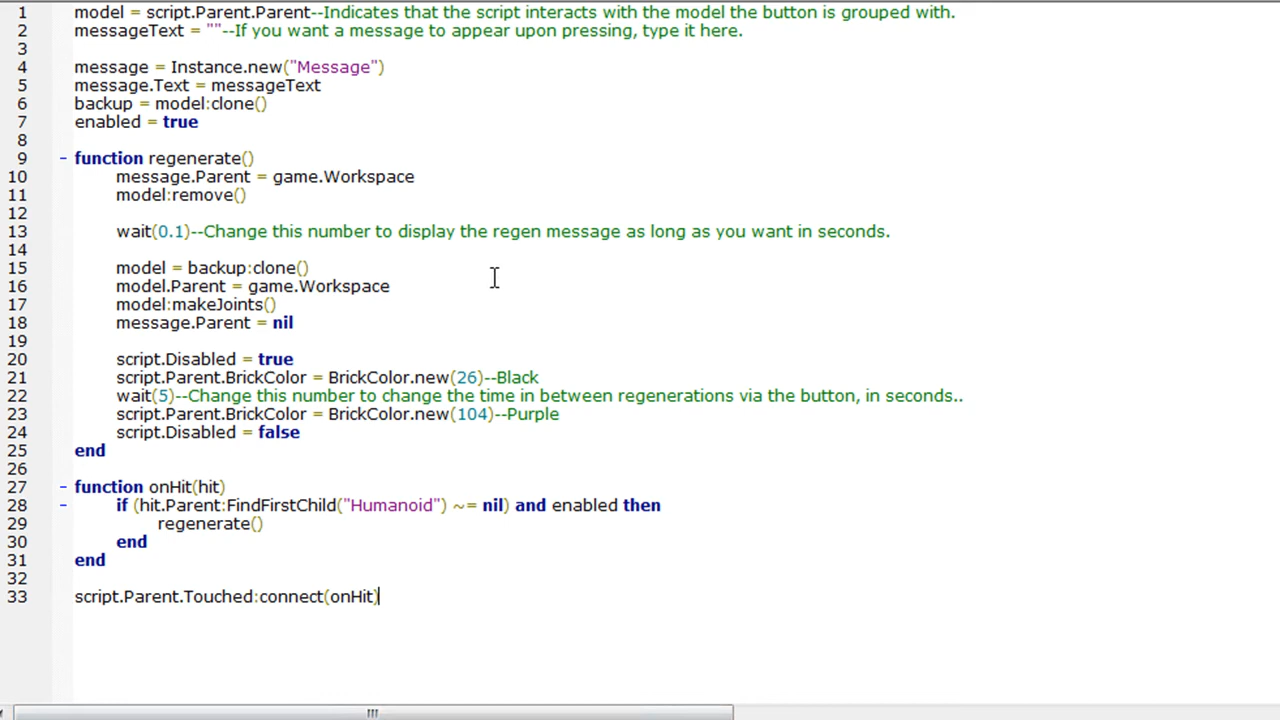 1 model = script.Parent.Parent--Indicates that the script interacts with the model the button is grouped with.
2 messageText = ""--If you want a message to appear upon pressing, type it here.
3
4 message = Instance.new("Message")
5 message.Text = messageText
6 backup = model:clone()
7 enabled = true
8
9 - function regenerate()
10 message.Parent = game.Workspace
11 model:remove()
12
13 wait(0.1)--Change this number to display the regen message as long as you want in seconds.
14
15 model = backup:clone()
16 model.Parent = game.Workspace
17 model:makeJoints()
18 message.Parent = nil
19
20 script.Disabled = true
21 script.Parent.BrickColor = BrickColor.new(26)--Black
22 wait(5)--Change this number to change the time in between regenerations via the button, in seconds..
23 script.Parent.BrickColor = BrickColor.new(104)--Purple
24 script.Disabled = false
25 end
26
27 - function onHit(hit)
28 - if (hit.Parent:FindFirstChild("Humanoid") ~= nil) and enabled then
29 regenerate()
30 end
31 end
32
33 script.Parent.Touched:connect(onHit)